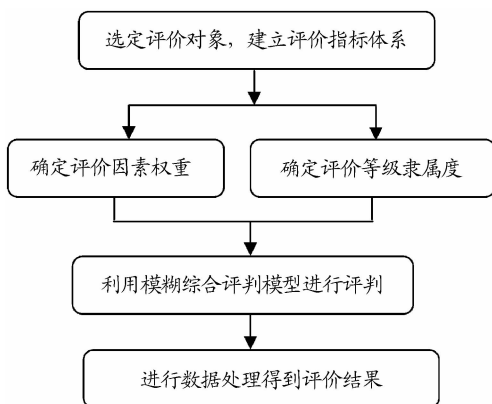 选定评价对象，建立评价指标体系
确定评价因素权重
确定评价等级隶属度
利用模糊综合评判模型进行评判
进行数据处理得到评价结果